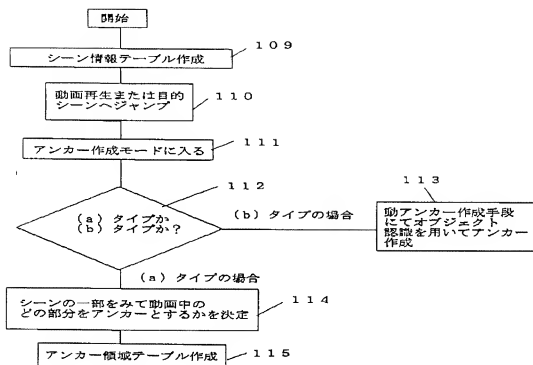 開始
109
シーン情報テーブル作成
110
動画再生または目的
シーンへジャンプ
111
アンカー作成モードに入る
112
(a)タイプか
(b)タイプか?
(b)タイプの場合
113
動アンカー作成手段
にてオブジェクト
認識を用いてアンカー
作成
(a)タイプの場合
114
シーンの一部をみて動画中の
どの部分をアンカーとするかを決定
アンカー領域テーブル作成
115